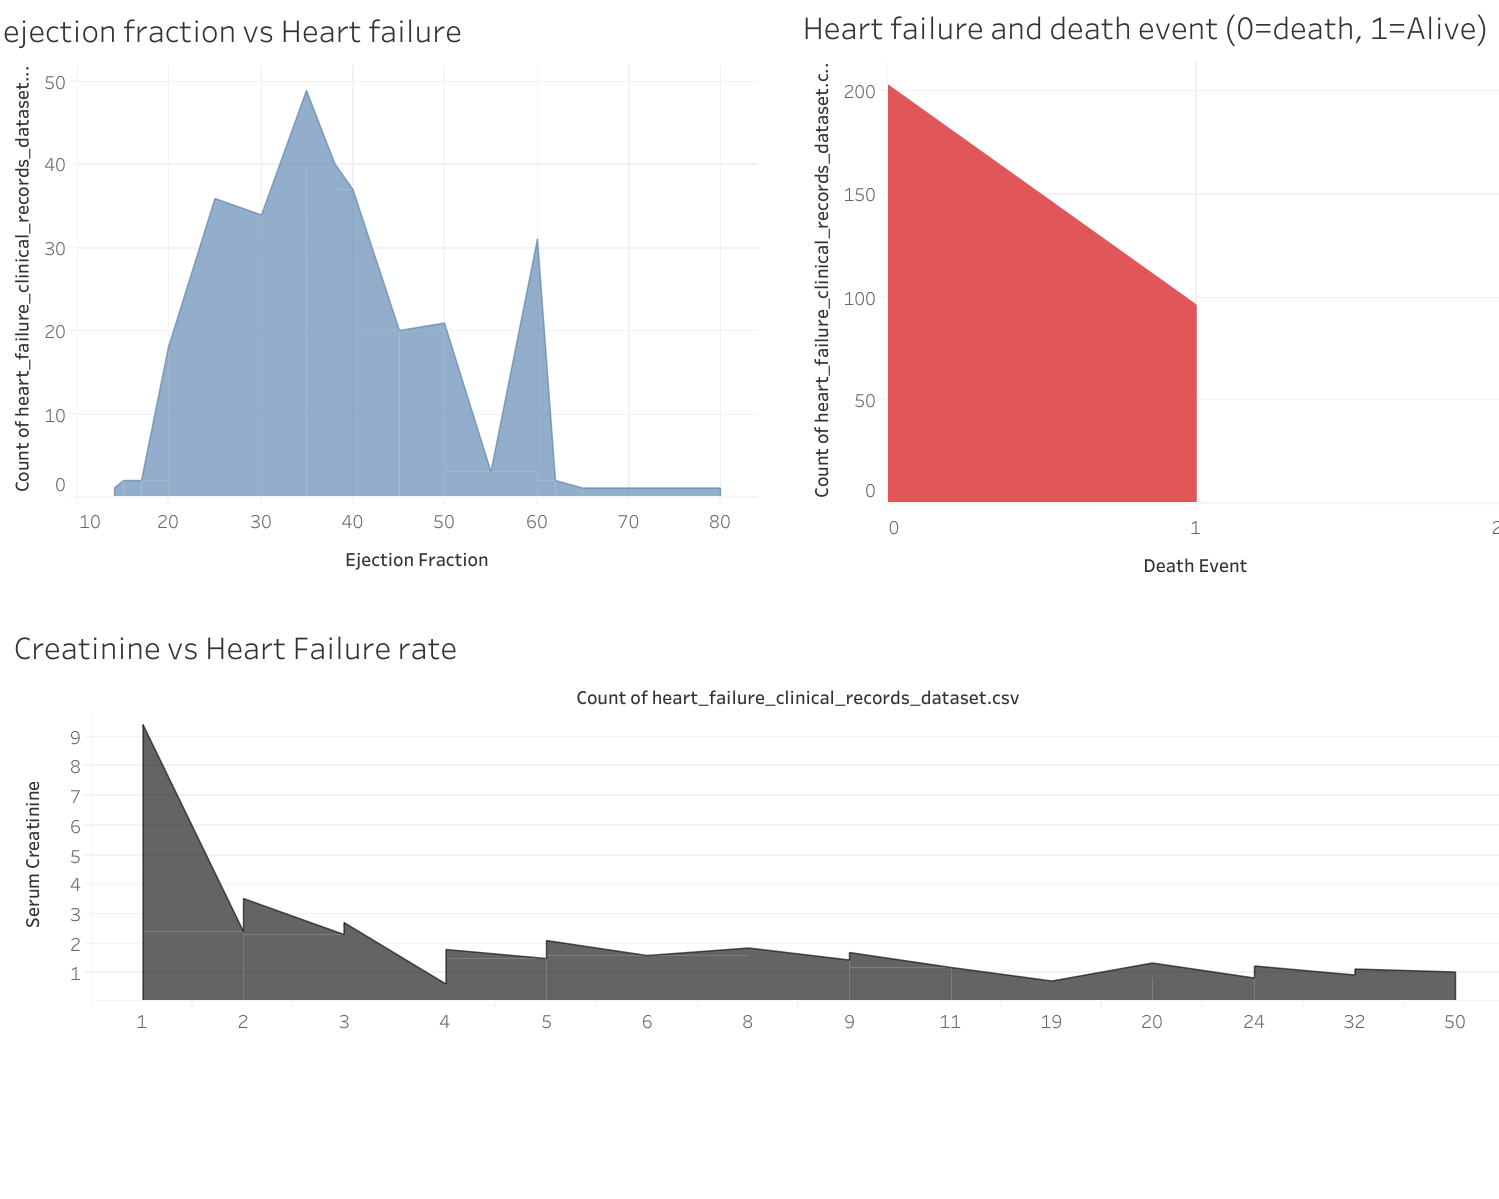 ejection fraction vs Heart failure
Count of heart_failure_clinical_records_dataset...
50
40
30
20
10
0
10 20 30 40 50 60 70 80
Ejection Fraction
Heart failure and death event (0=death, 1=Alive)
Count of heart_failure_clinical_records_dataset.c..
200
150
100
50
0
0 1 2
Death Event
Creatinine vs Heart Failure rate
Count of heart_failure_clinical_records_dataset.csv
Serum Creatinine
9
8
7
6
5
4
3
2
1
1 2 3 4 5 6 8 9 11 19 20 24 32 50